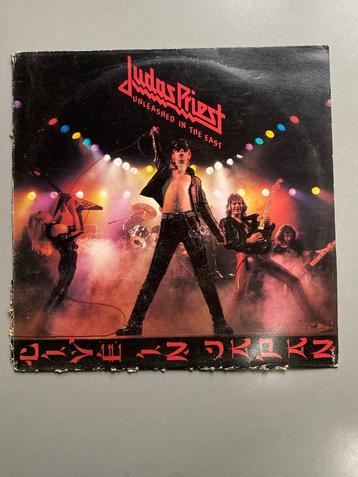 Judas Priest
UNLEASHED IN THE EAST
LIVE IN JAPAN